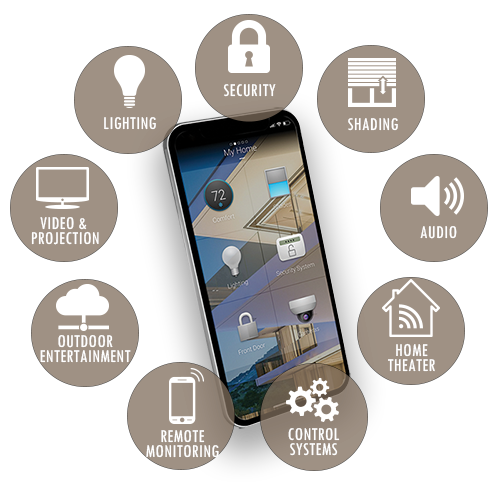 SECURITY
LIGHTING
SHADING
My Home
VIDEO &
PROJECTION
72
Comfort
AUDIO
Lighting
Security System
OUTDOOR
ENTERTAINMENT
Front Door
HOME
THEATER
REMOTE
MONITORING
CONTROL
SYSTEMS